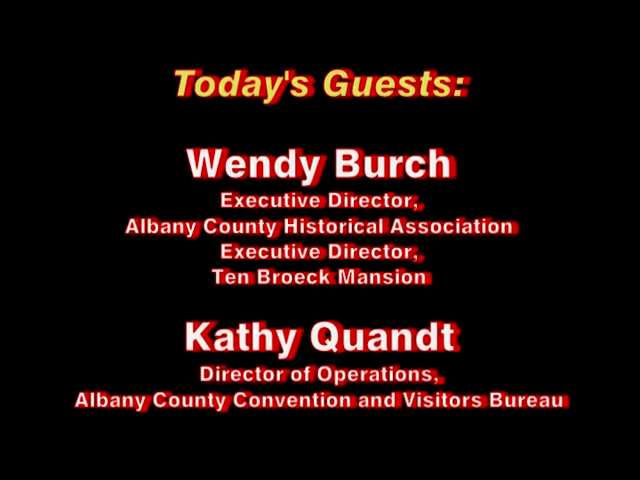 Today's Guests:
Wendy Burch
Executive Director,
Albany County Historical Association
Executive Director,
Ten Broeck Mansion
Kathy Quandt
Director of Operations,
Albany County Convention and Visitors Bureau